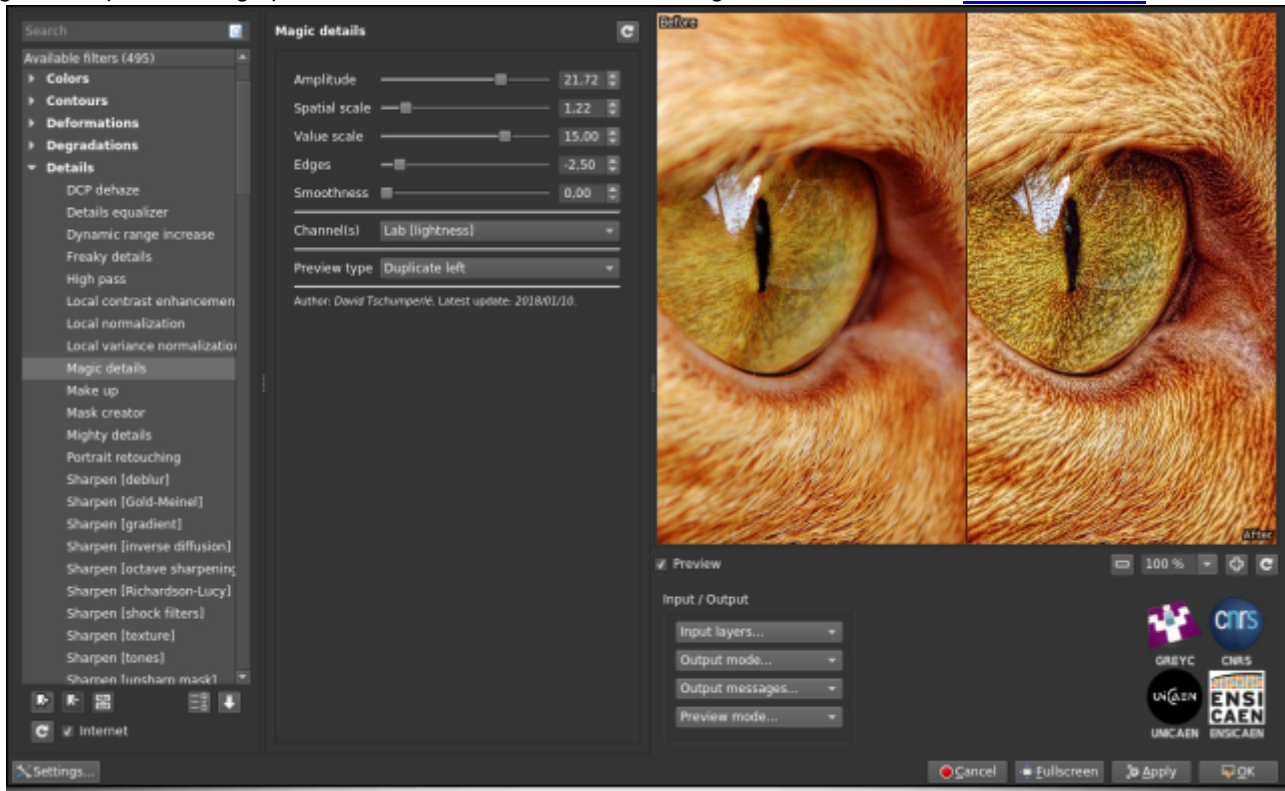 Search
Available filters (495)
Colors
Contours
Deformations
Degradations
Details
DCP dehaze
Details equalizer
Dynamic range increase
Freaky details
High pass
Local contrast enhancemen
Local normalization
Local variance normalizatio
Magic details
Make up
Mask creator
Mighty details
Portrait retouching
Sharpen [deblur]
Sharpen [Gold-Meinel]
Sharpen [gradient]
Sharpen [inverse diffusion]
Sharpen [octave sharpening
Sharpen [Richardson-Lucy]
Sharpen [shock filters]
Sharpen [texture]
Sharpen [tones]
Sharpen [unsharp mask]
Internet
Settings...
Magic details
Amplitude 21.72
Spatial scale 1.22
Value scale 15.00
Edges -2.50
Smoothness 0.00
Channel(s) Lab [lightness]
Preview type Duplicate left
Author: David Tschumperlé. Latest update: 2018/01/10.
Before
After
Preview
100 %
Input / Output
Input layers...
Output mode...
Output messages...
Preview mode...
GREYC
cnrs
CNRS
UNICAEN
UNICAEN
ENSI
CAEN
ENSICAEN
Cancel
Fullscreen
Apply
OK